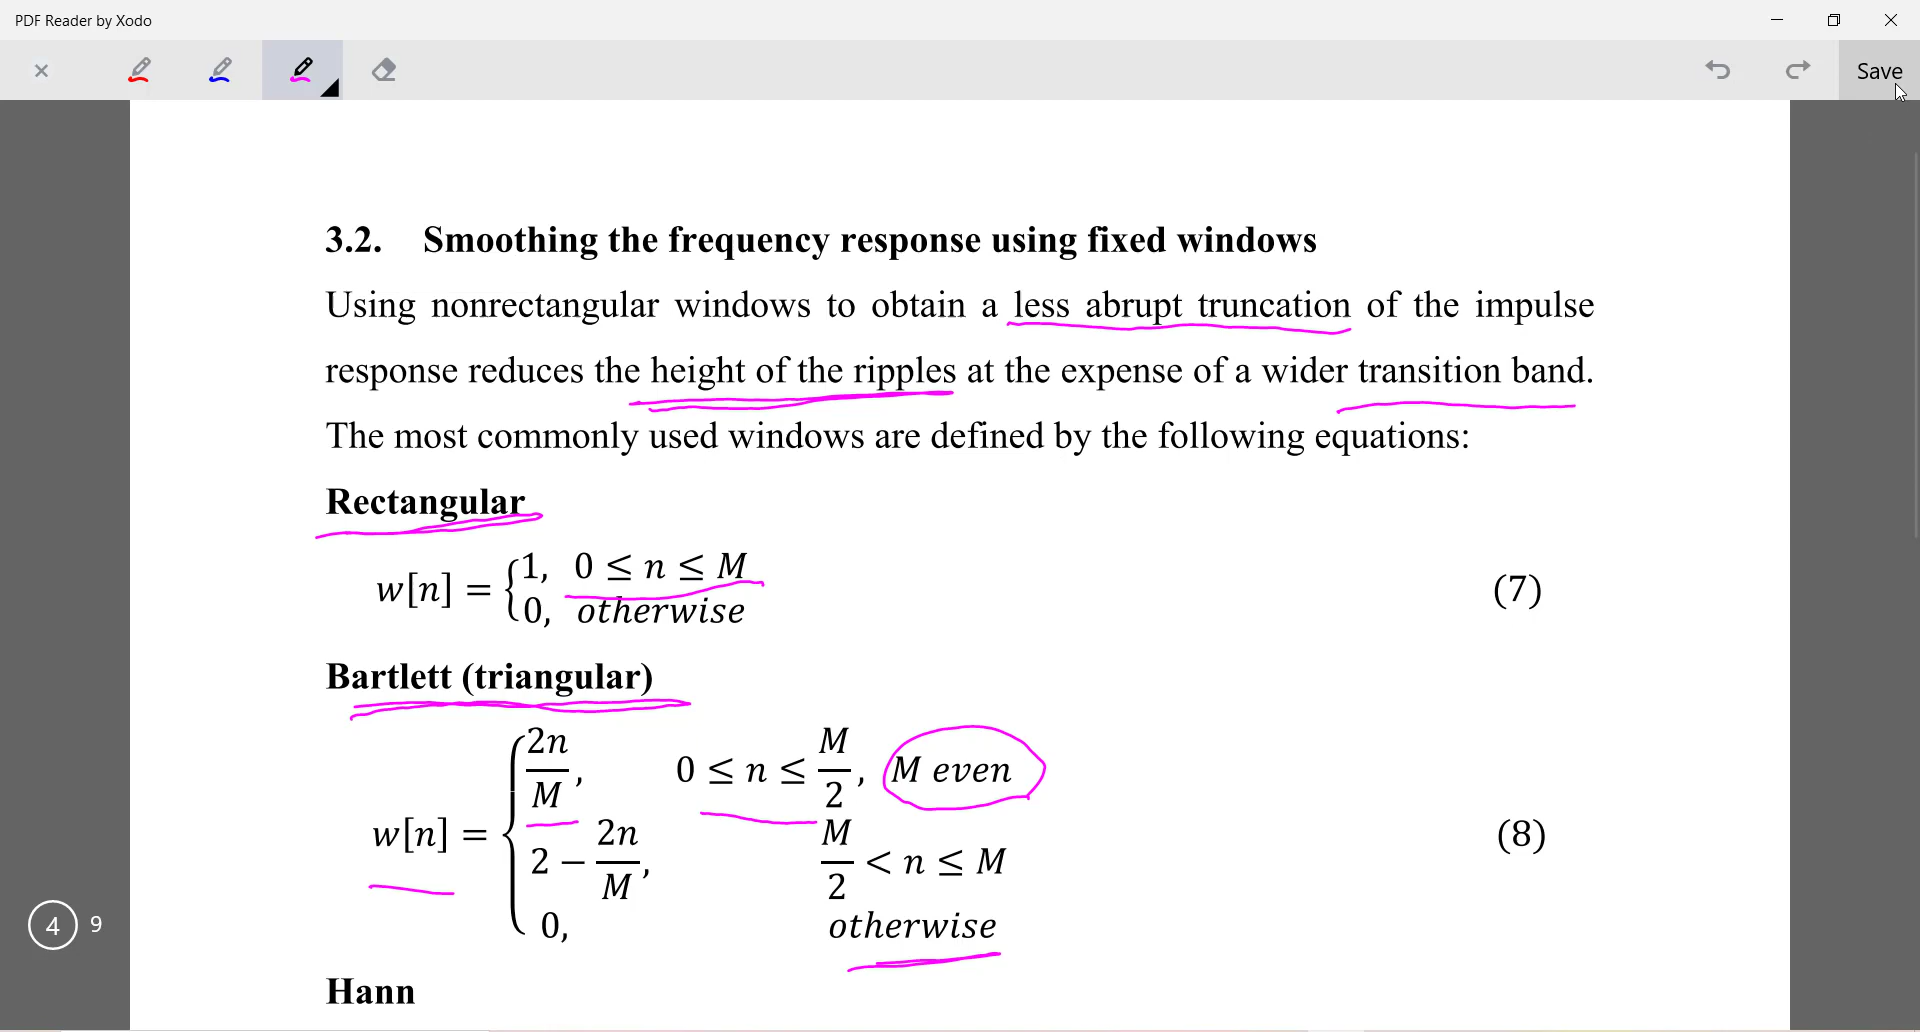 PDF Reader by Xodo
Save
3.2. Smoothing the frequency response using fixed windows
Using nonrectangular windows to obtain a less abrupt truncation of the impulse
response reduces the height of the ripples at the expense of a wider transition band.
The most commonly used windows are defined by the following equations:
Rectangular
w[n] = {1, 0 ≤ n ≤ M
0, otherwise
(7)
Bartlett (triangular)
w[n] = {2n/M, 0 ≤ n ≤ M/2, M even
2 − 2n/M, M/2 < n ≤ M
0, otherwise
(8)
4 9
Hann